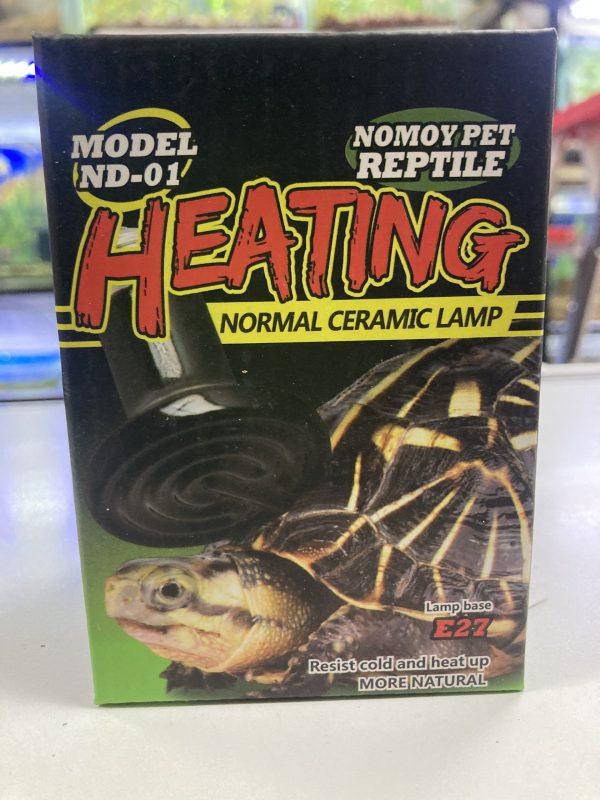 MODEL
ND-01
NOMOY PET
REPTILE
HEATING
NORMAL CERAMIC LAMP
Lamp base
E27
Resist cold and heat up
MORE NATURAL